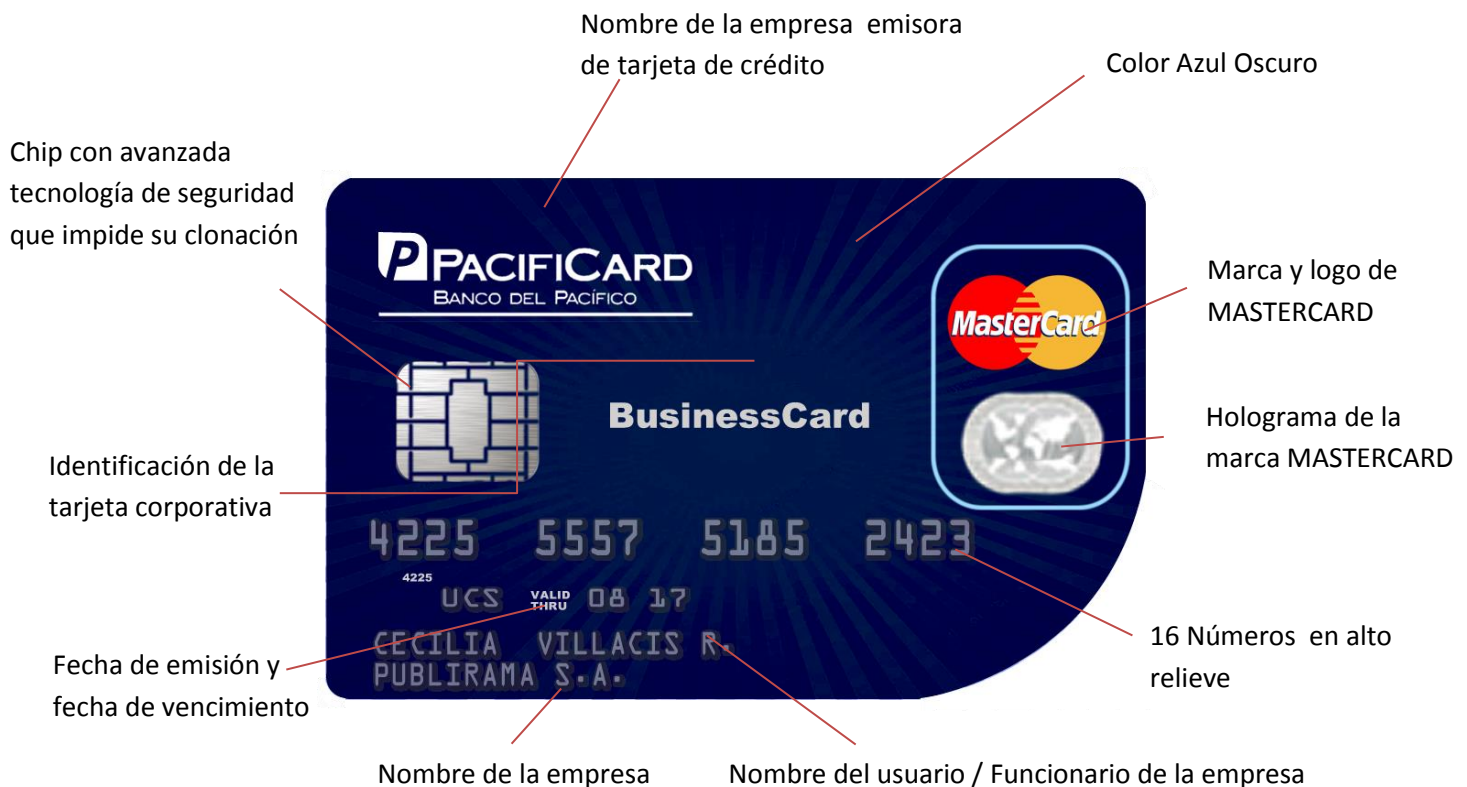 Nombre de la empresa  emisora
de tarjeta de crédito
Color Azul Oscuro
Chip con avanzada
tecnología de seguridad
que impide su clonación
P PACIFICARD
BANCO DEL PACÍFICO
MasterCard
Marca y logo de
MASTERCARD
BusinessCard
Holograma de la
marca MASTERCARD
Identificación de la
tarjeta corporativa
4225 5557 5185 2423
4225
UCS VALID THRU 08 17
CECILIA VILLACIS R.
PUBLIRAMA S.A.
16 Números  en alto
relieve
Fecha de emisión y
fecha de vencimiento
Nombre de la empresa
Nombre del usuario / Funcionario de la empresa